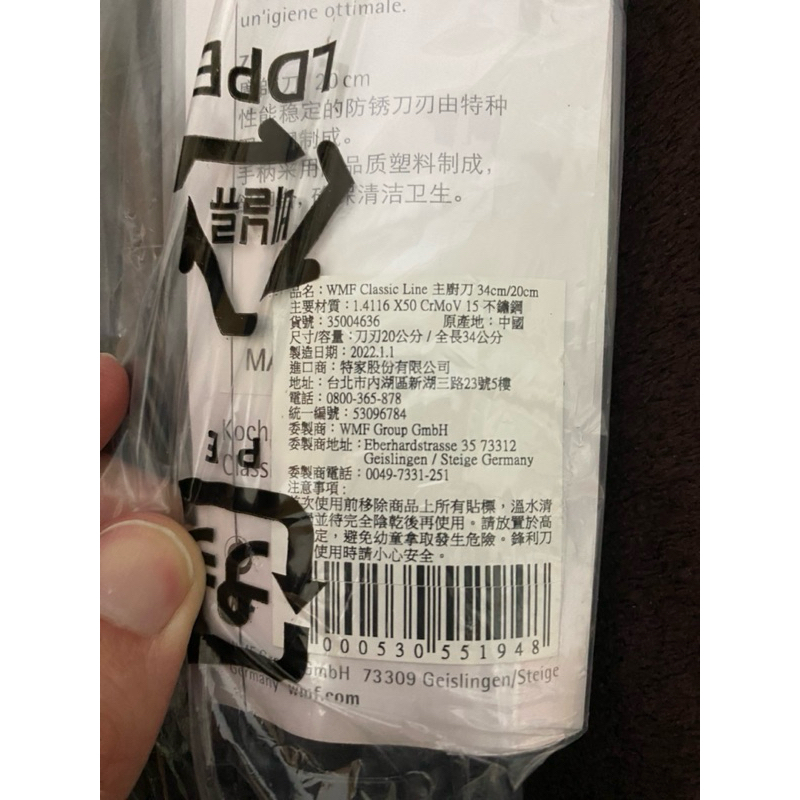 un'igiene ottimale.
LDPE
刀 20 cm
性能稳定的防锈刀刃由特种
制成。
手柄采用 品质塑料制成，
保清洁卫生。
品名：WMF Classic Line 主廚刀 34cm/20cm
主要材質：1.4116 X50 CrMoV 15 不鏽鋼
貨號：35004636 原產地：中國
尺寸/容量：刀刃20公分 / 全長34公分
製造日期：2022.1.1
進口商：特家股份有限公司
地址：台北市內湖區新湖三路23號5樓
電話：0800-365-878
統一編號：53096784
委製商：WMF Group GmbH
委製商地址：Eberhardstrasse 35 73312
Geislingen / Steige Germany
委製商電話：0049-7331-251
注意事項：
首次使用前移除商品上所有貼標，溫水清
並待完全陰乾後再使用。請放置於高
定，避免幼童拿取發生危險。鋒利刀
使用時請小心安全。
Koch
PE
Class
000530 551948
GmbH 73309 Geislingen/Steige
Germany wmf.com